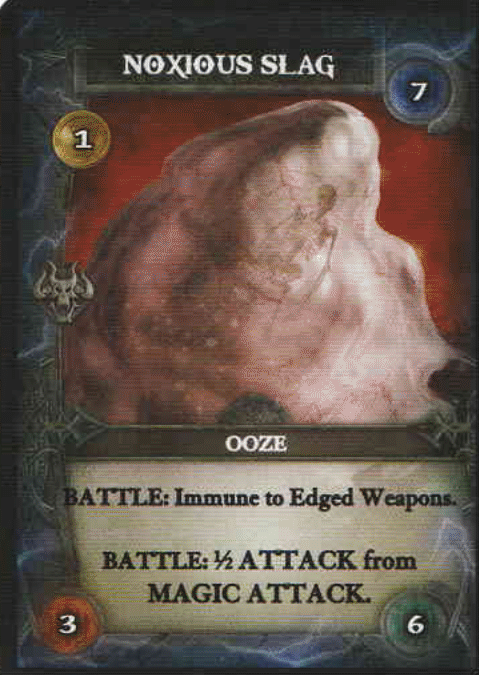 NOXIOUS SLAG
7
1
OOZE
BATTLE: Immune to Edged Weapons.
BATTLE: ½ ATTACK from
MAGIC ATTACK.
3
6